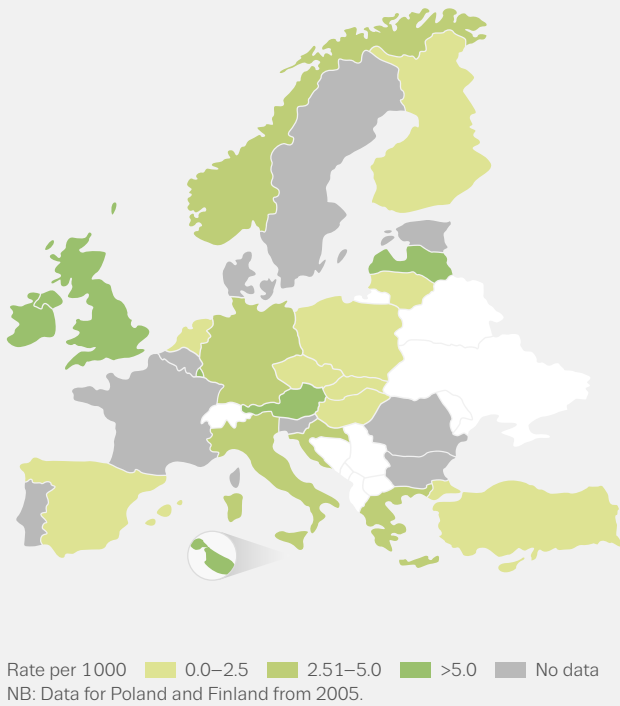 Rate per 1000 0.0–2.5 2.51–5.0 >5.0 No data
NB: Data for Poland and Finland from 2005.